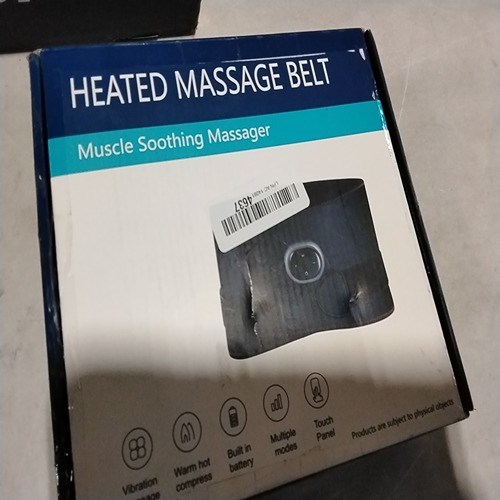 HEATED MASSAGE BELT
Muscle Soothing Massager
4637
Vibration
Warm hot
compress
Built in
battery
Multiple
modes
Touch
Panel
Products are subject to physical objects